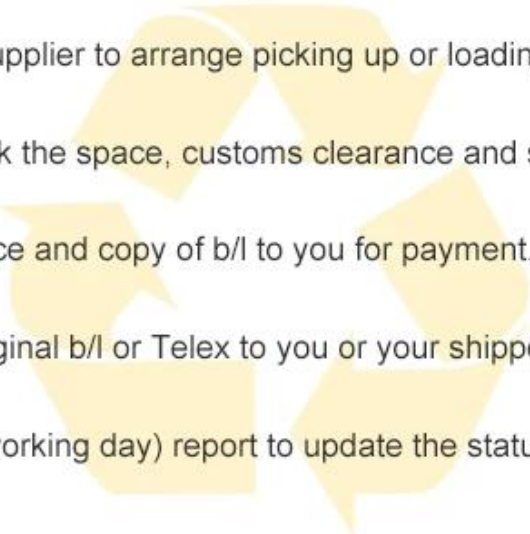 upplier to arrange picking up or loadin
k the space, customs clearance and s
ce and copy of b/l to you for payment.
ginal b/l or Telex to you or your shippe
orking day) report to update the statu